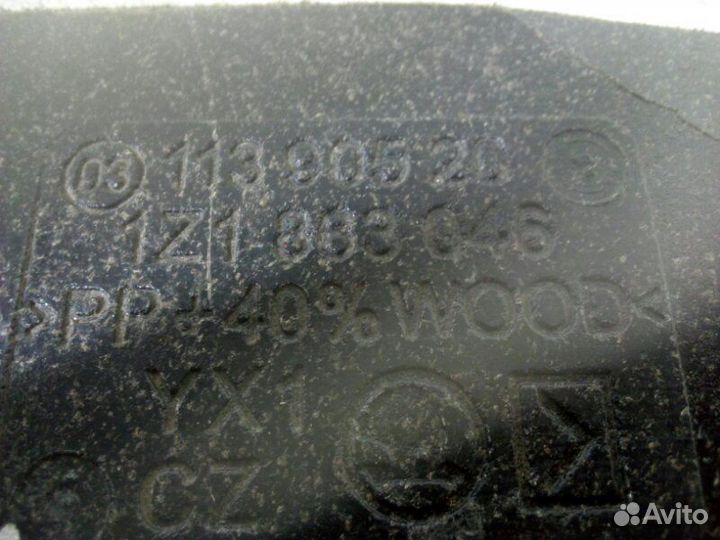 03 113 905 20
1Z1 863 046
>PP+40% WOOD<
YX1
CZ
Avito